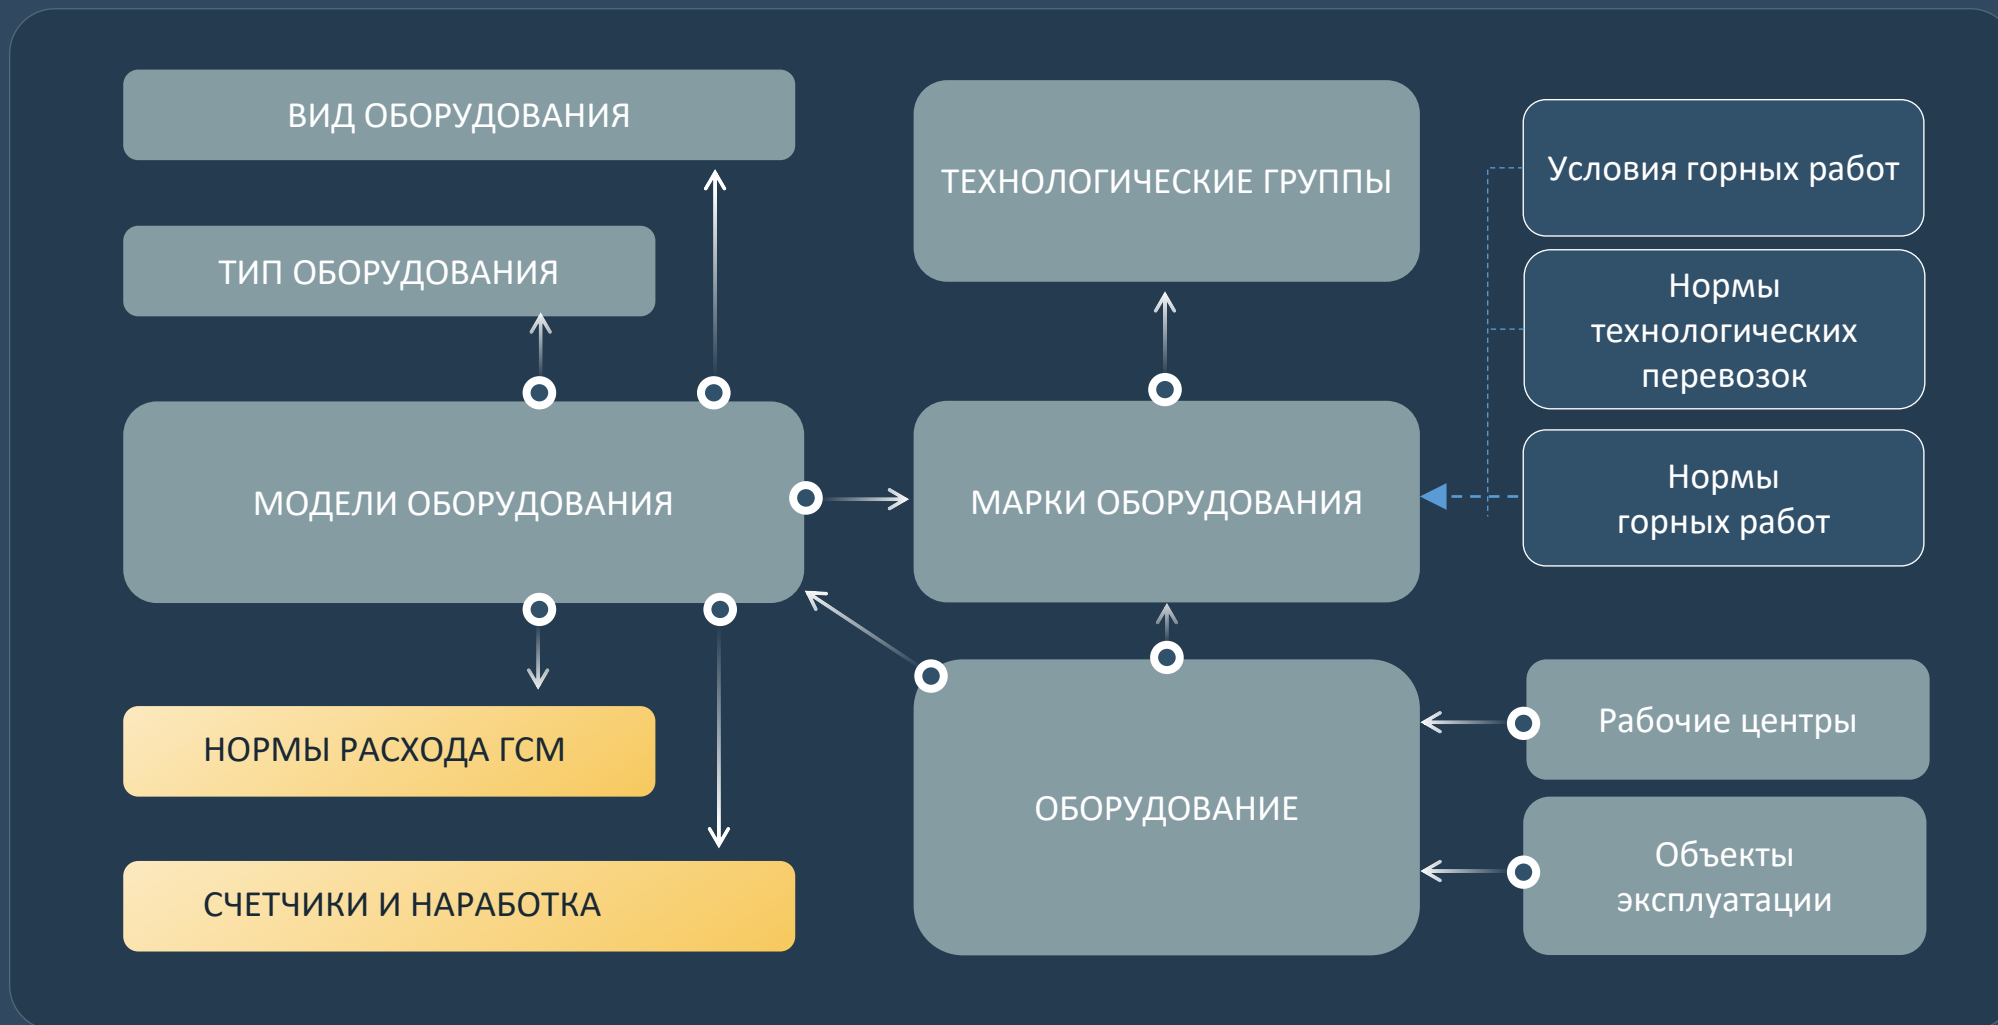 ВИД ОБОРУДОВАНИЯ
ТИП ОБОРУДОВАНИЯ
МОДЕЛИ ОБОРУДОВАНИЯ
НОРМЫ РАСХОДА ГСМ
СЧЕТЧИКИ И НАРАБОТКА
ТЕХНОЛОГИЧЕСКИЕ ГРУППЫ
МАРКИ ОБОРУДОВАНИЯ
ОБОРУДОВАНИЕ
Условия горных работ
Нормы
технологических
перевозок
Нормы
горных работ
Рабочие центры
Объекты
эксплуатации